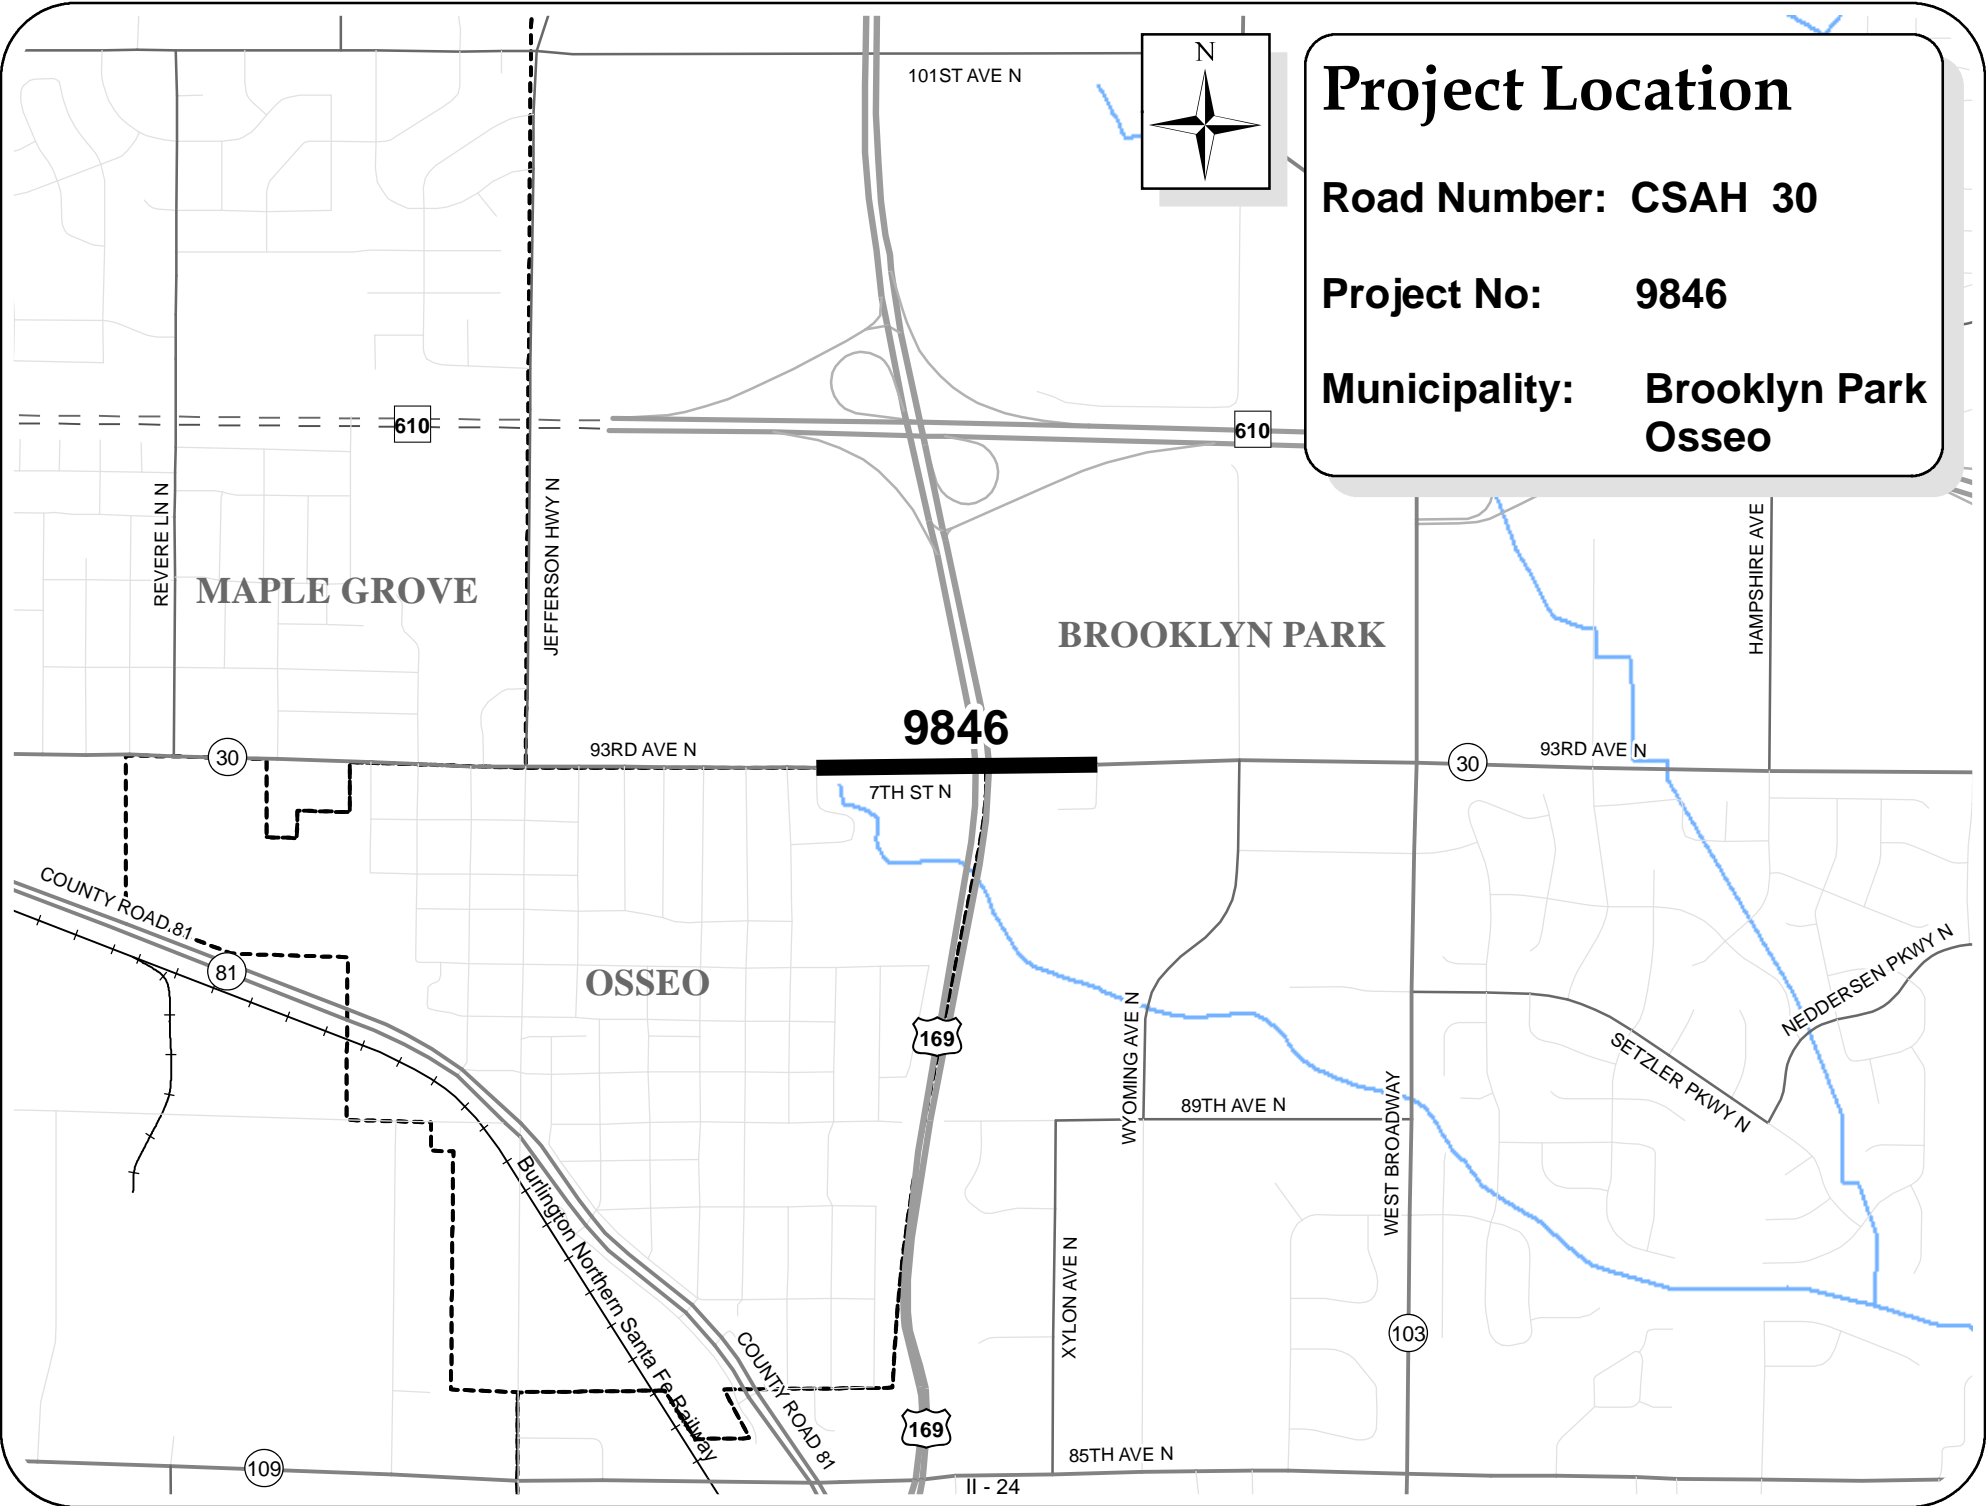 N
101ST AVE N
Project Location
Road Number: CSAH 30
Project No: 9846
Municipality: Brooklyn Park
Osseo
610
610
REVERE LN N
JEFFERSON HWY N
HAMPSHIRE AVE
MAPLE GROVE
BROOKLYN PARK
9846
30
93RD AVE N
93RD AVE N
30
7TH ST N
COUNTY ROAD 81
81
OSSEO
169
WYOMING AVE N
NEDDERSEN PKWY N
SETZLER PKWY N
89TH AVE N
WEST BROADWAY
Burlington Northern Santa Fe Railway
XYLON AVE N
COUNTY ROAD 81
103
169
109
85TH AVE N
II - 24